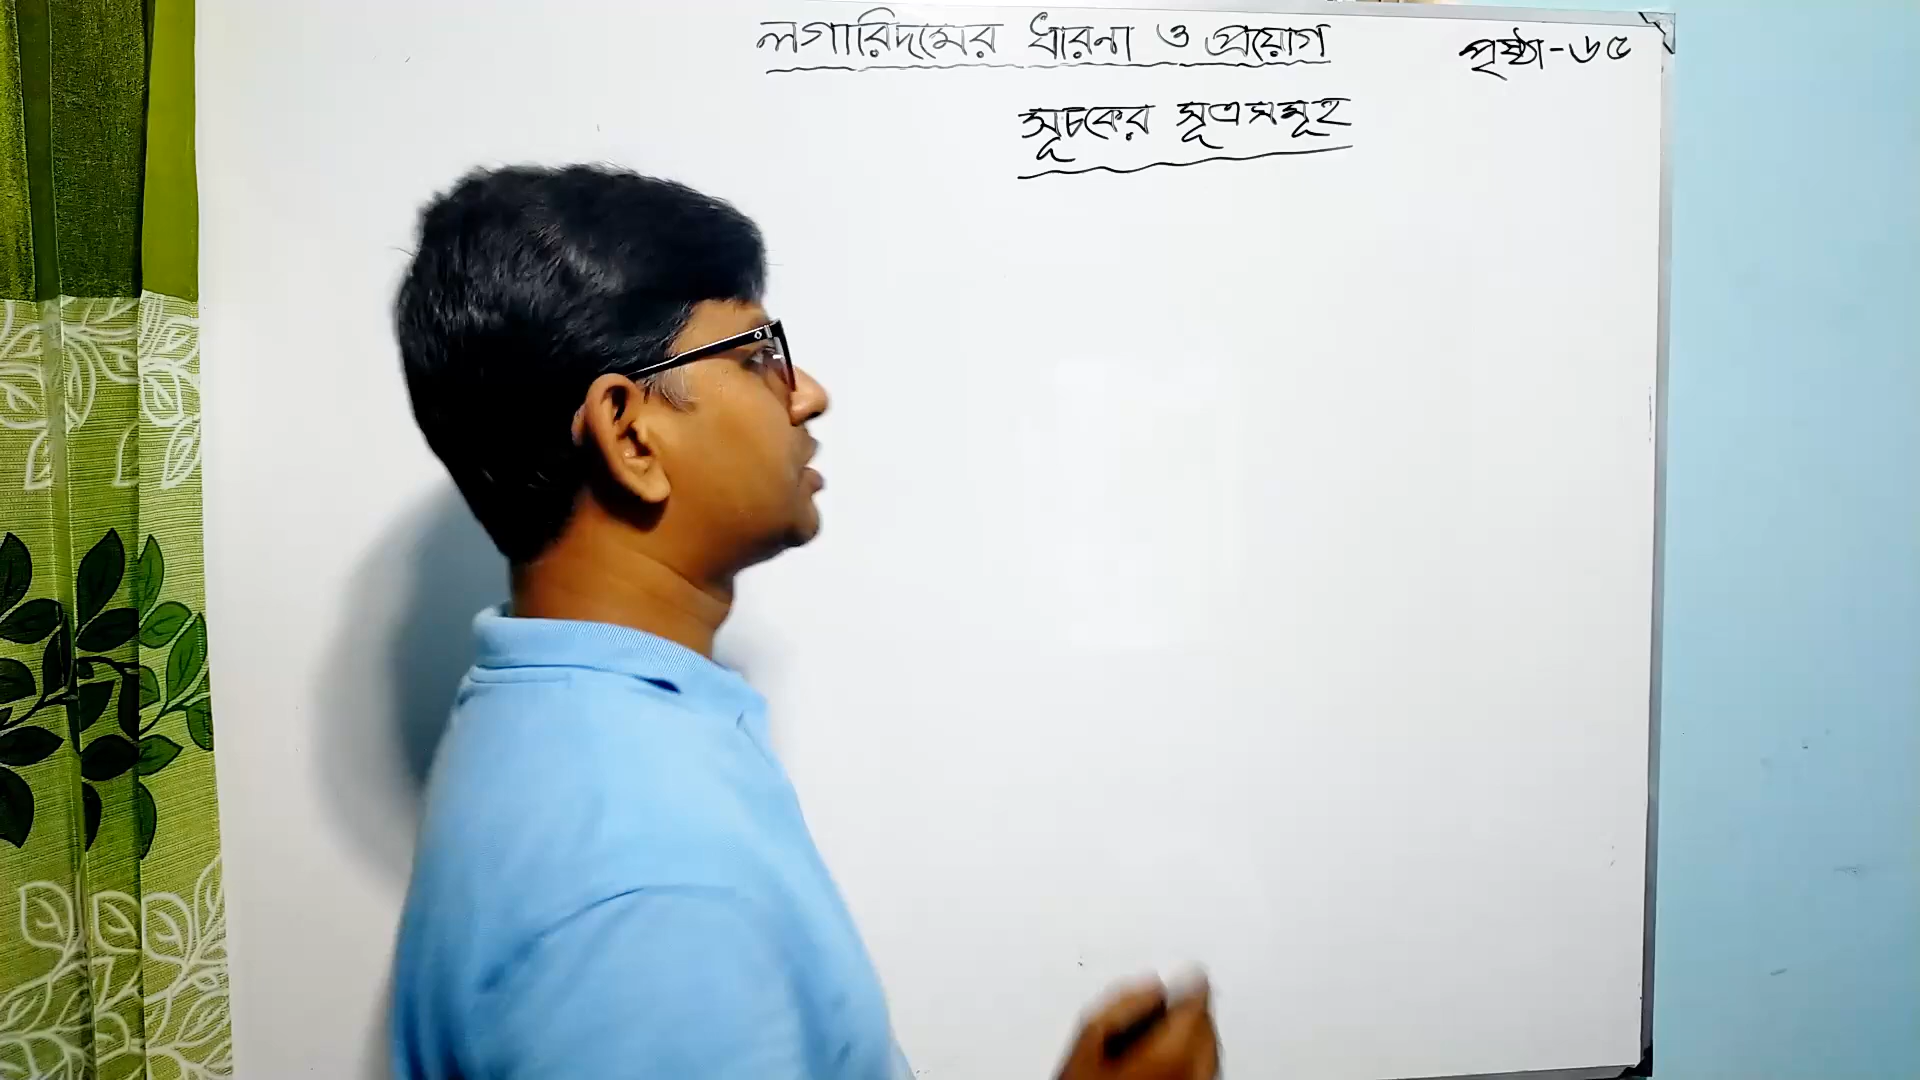 লগারিদমের ধারনা ও প্রয়োগ
পৃষ্ঠা-৬৫
সূচকের সূত্রসমূহ